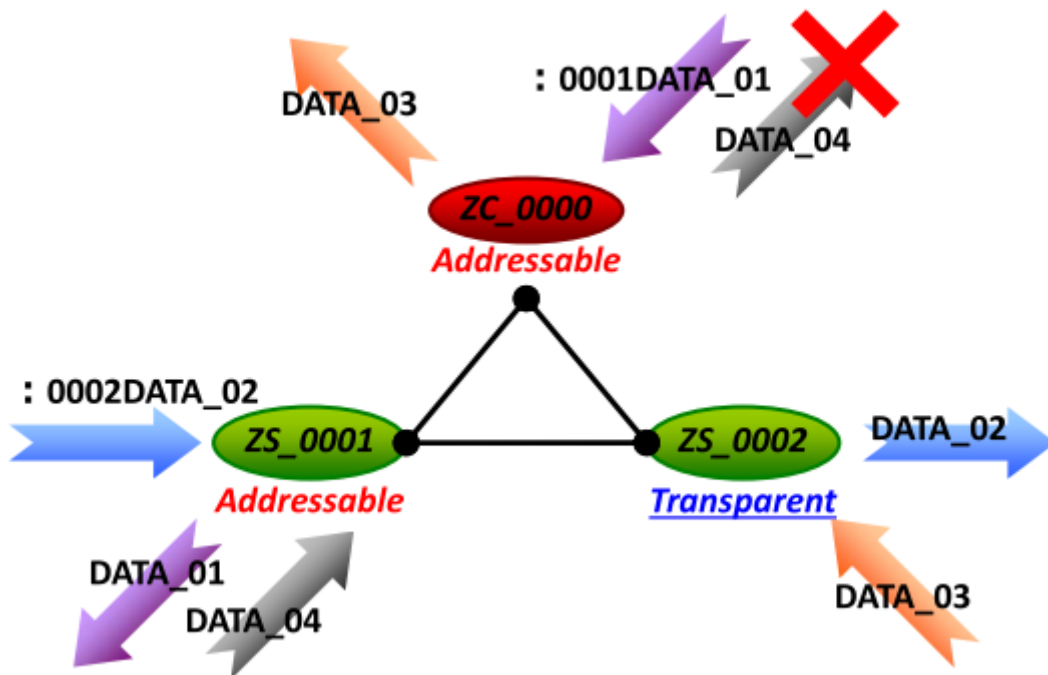 DATA_03
: 0001DATA_01
DATA_04
ZC_0000
Addressable
: 0002DATA_02
ZS_0001
Addressable
ZS_0002
Transparent
DATA_02
DATA_01
DATA_04
DATA_03